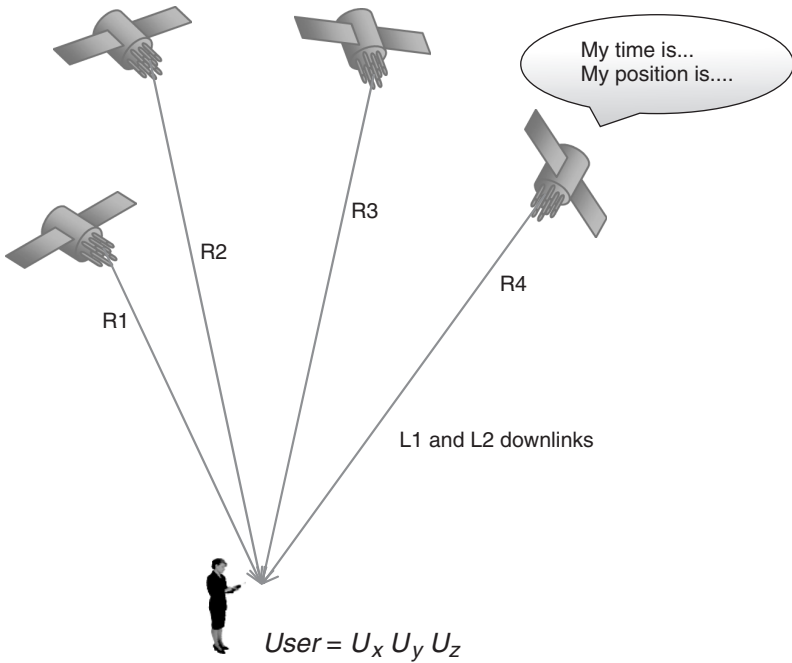 My time is...
My position is....
R3
R2
R4
R1
L1 and L2 downlinks
User = Ux Uy Uz